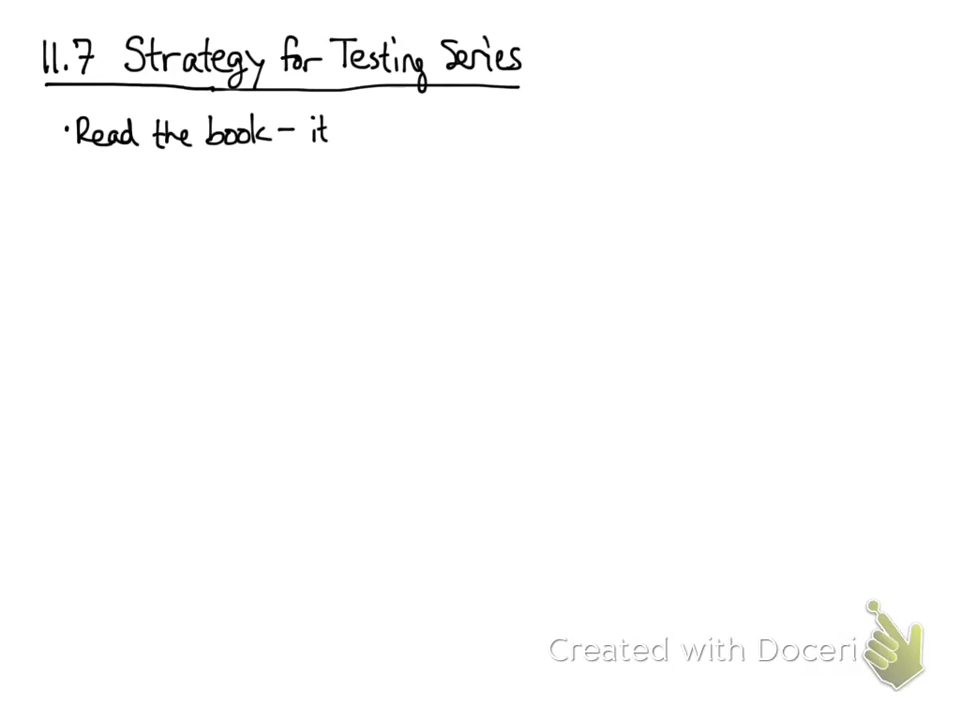 11.7 Strategy for Testing Series
·Read the book – it
Created with Doceri